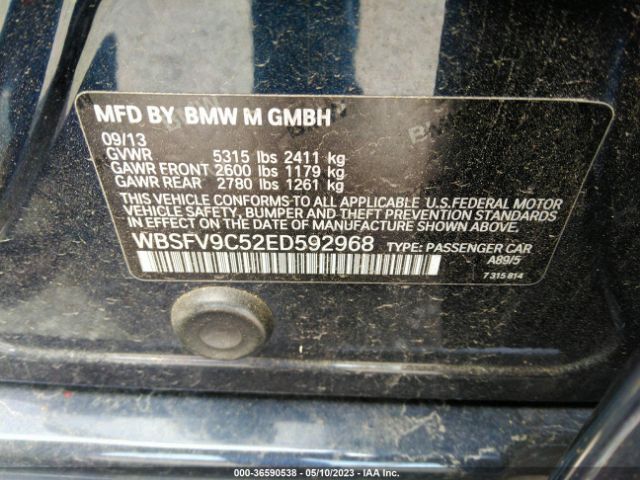 MFD BY BMW M GMBH
09/13
GVWR 5315 lbs 2411 kg
GAWR FRONT 2600 lbs 1179 kg
GAWR REAR 2780 lbs 1261 kg
THIS VEHICLE CONFORMS TO ALL APPLICABLE U.S.FEDERAL MOTOR
VEHICLE SAFETY, BUMPER AND THEFT PREVENTION STANDARDS
IN EFFECT ON DATE OF MANUFACTURE SHOWN ABOVE.
WBSFV9C52ED592968 TYPE: PASSENGER CAR
A89/5
7 315 814
000-36590538 - 05/10/2023 - IAA Inc.